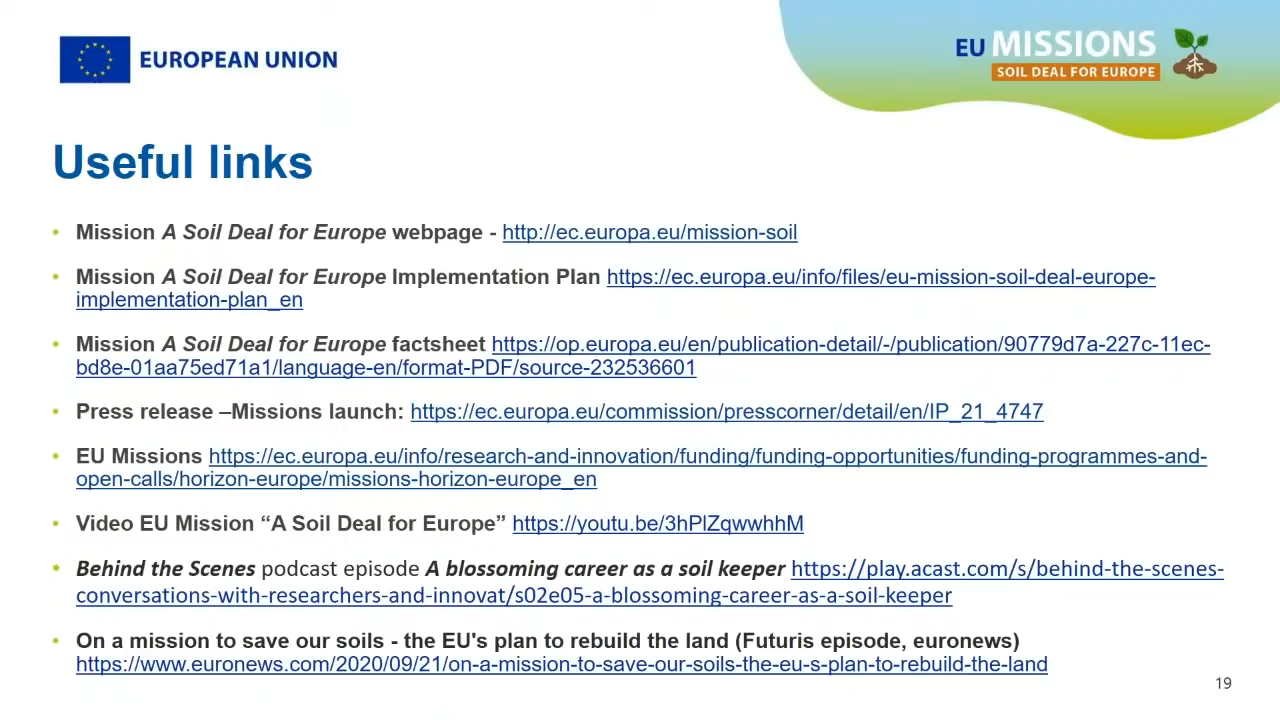 EUROPEAN UNION
EU MISSIONS
SOIL DEAL FOR EUROPE
Useful links
• Mission A Soil Deal for Europe webpage - http://ec.europa.eu/mission-soil
• Mission A Soil Deal for Europe Implementation Plan https://ec.europa.eu/info/files/eu-mission-soil-deal-europe-
implementation-plan_en
• Mission A Soil Deal for Europe factsheet https://op.europa.eu/en/publication-detail/-/publication/90779d7a-227c-11ec-
bd8e-01aa75ed71a1/language-en/format-PDF/source-232536601
• Press release –Missions launch: https://ec.europa.eu/commission/presscorner/detail/en/IP_21_4747
• EU Missions https://ec.europa.eu/info/research-and-innovation/funding/funding-opportunities/funding-programmes-and-
open-calls/horizon-europe/missions-horizon-europe_en
• Video EU Mission “A Soil Deal for Europe” https://youtu.be/3hPlZqwwhhM
• Behind the Scenes podcast episode A blossoming career as a soil keeper https://play.acast.com/s/behind-the-scenes-
conversations-with-researchers-and-innovat/s02e05-a-blossoming-career-as-a-soil-keeper
• On a mission to save our soils - the EU's plan to rebuild the land (Futuris episode, euronews)
https://www.euronews.com/2020/09/21/on-a-mission-to-save-our-soils-the-eu-s-plan-to-rebuild-the-land
19